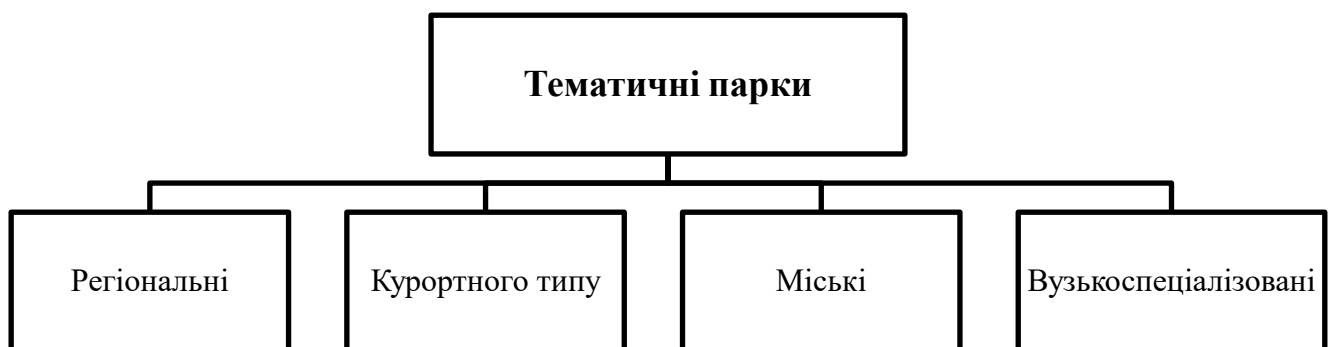 Тематичні парки
Регіональні
Курортного типу
Міські
Вузькоспеціалізовані